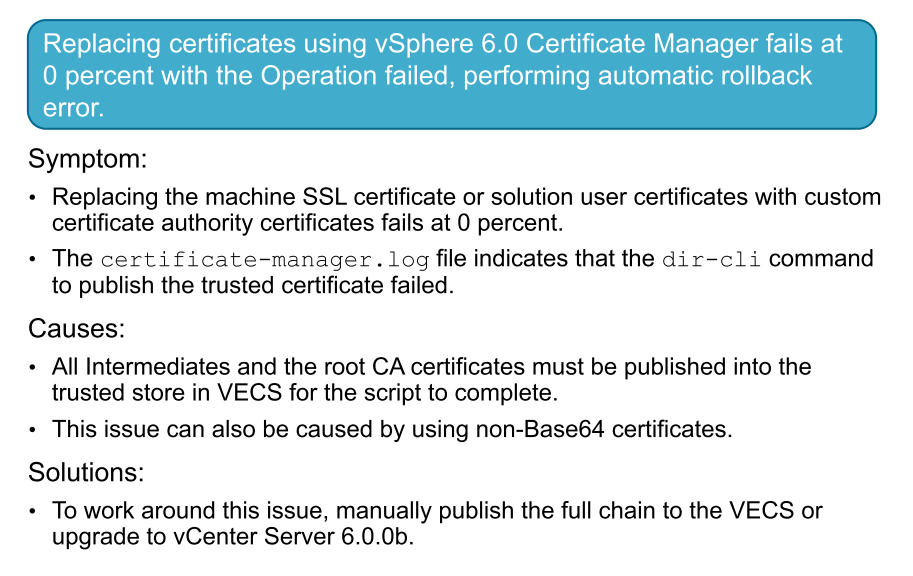 Replacing certificates using vSphere 6.0 Certificate Manager fails at
0 percent with the Operation failed, performing automatic rollback
error.
Symptom:
• Replacing the machine SSL certificate or solution user certificates with custom
certificate authority certificates fails at 0 percent.
• The certificate-manager.log file indicates that the dir-cli command
to publish the trusted certificate failed.
Causes:
• All Intermediates and the root CA certificates must be published into the
trusted store in VECS for the script to complete.
• This issue can also be caused by using non-Base64 certificates.
Solutions:
• To work around this issue, manually publish the full chain to the VECS or
upgrade to vCenter Server 6.0.0b.